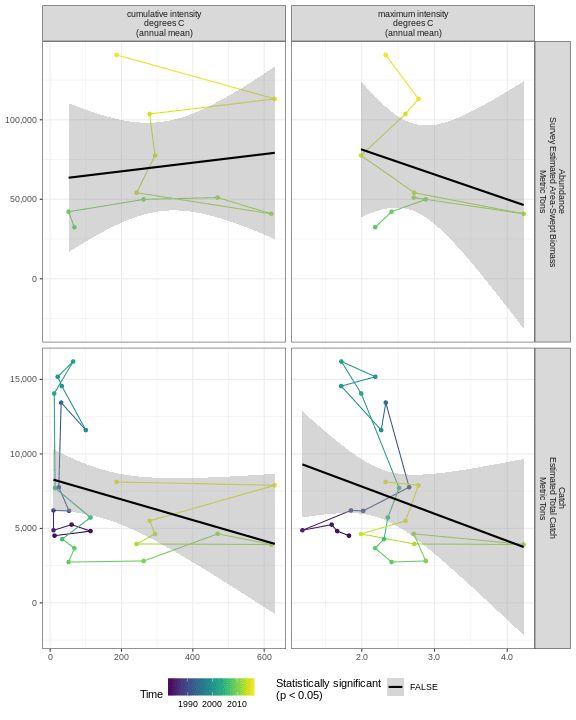 cumulative intensity
degrees C
(annual mean)
maximum intensity
degrees C
(annual mean)
100,000
50,000
0
Abundance
Survey Estimated Area-Swept Biomass
Metric Tons
15,000
10,000
5,000
0
Catch
Estimated Total Catch
Metric Tons
0
200
400
600
2.0
3.0
4.0
Time
1990 2000 2010
Statistically significant
(p < 0.05)
FALSE